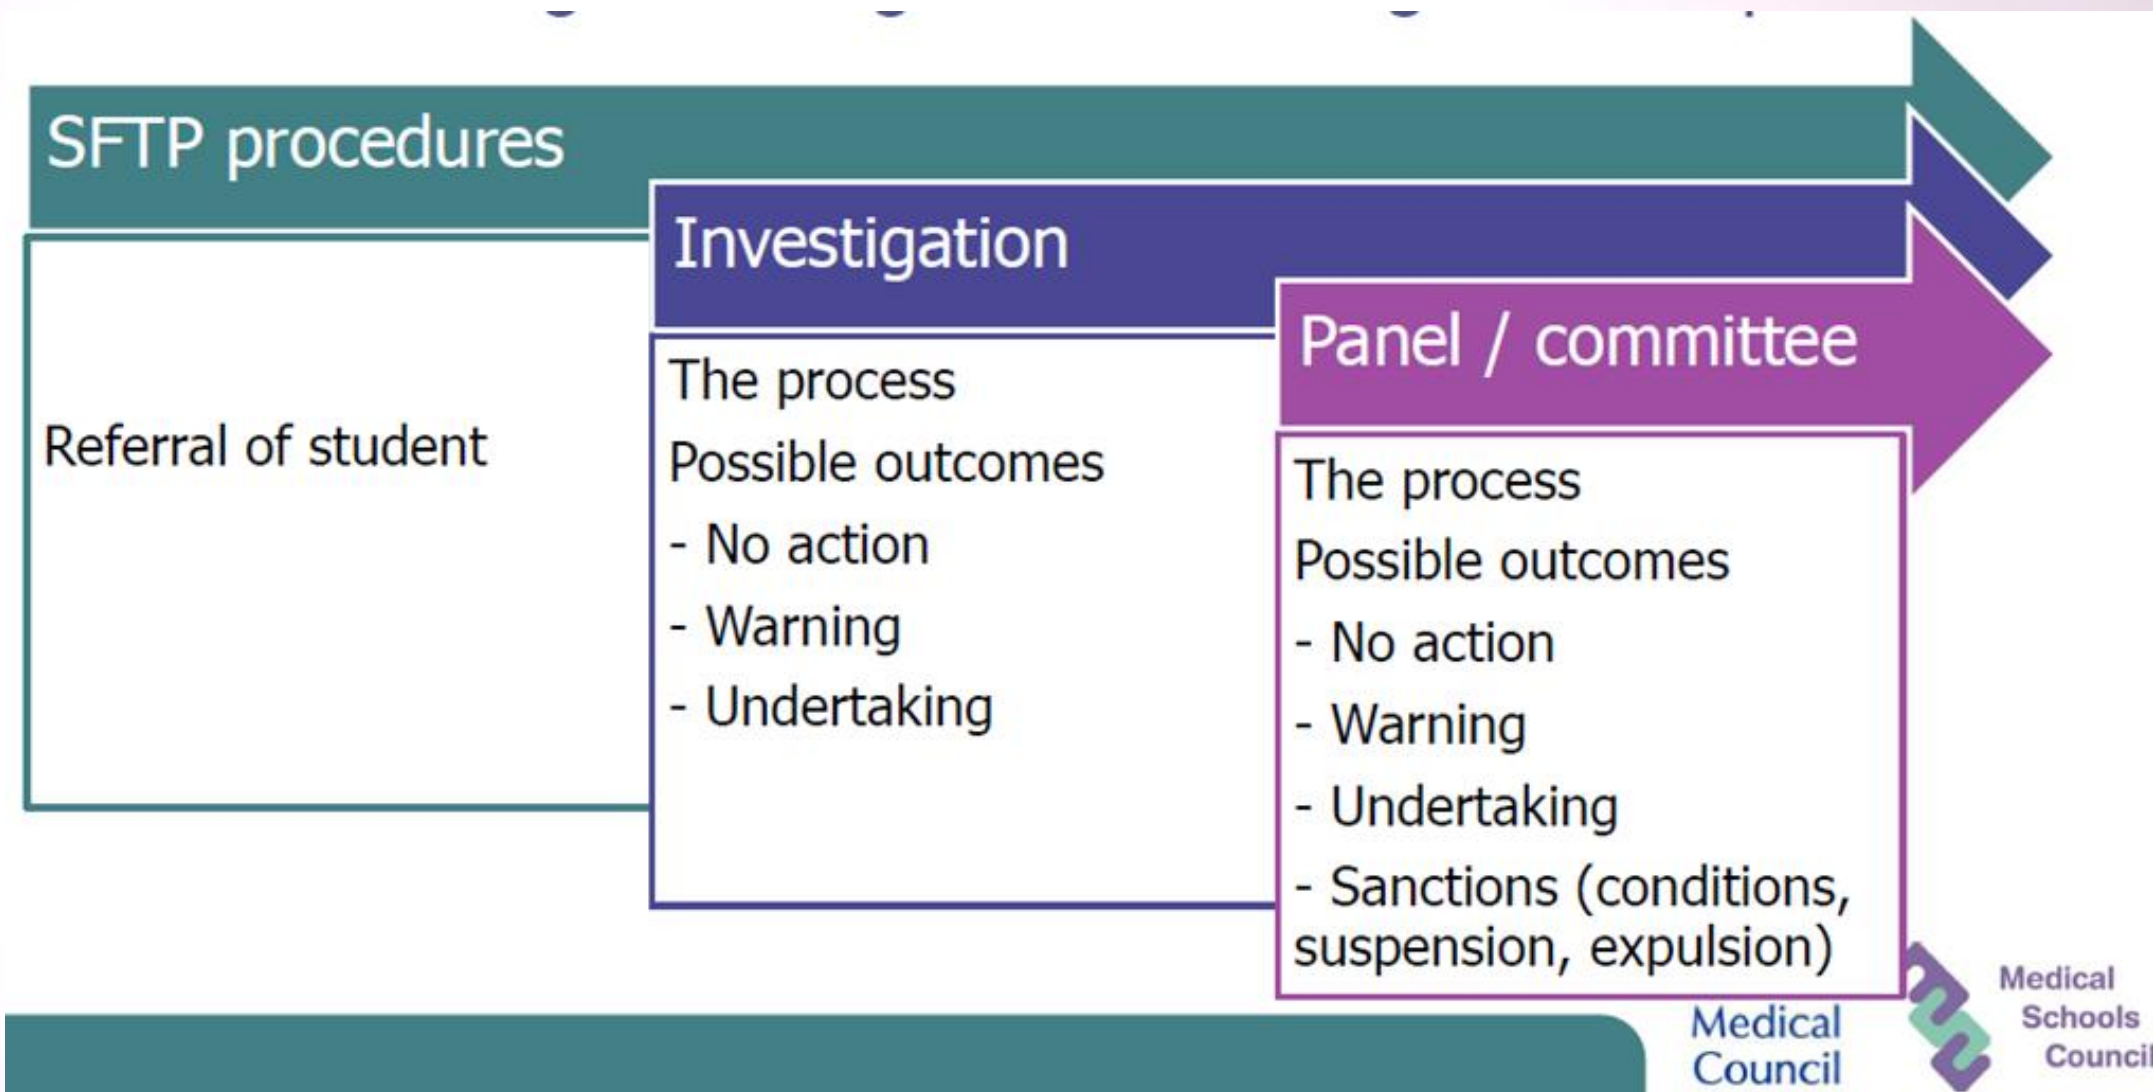 SFTP procedures
Referral of student
Investigation
The process
Possible outcomes
- No action
- Warning
- Undertaking
Panel / committee
The process
Possible outcomes
- No action
- Warning
- Undertaking
- Sanctions (conditions,
suspension, expulsion)
Medical
Council
Medical
Schools
Council